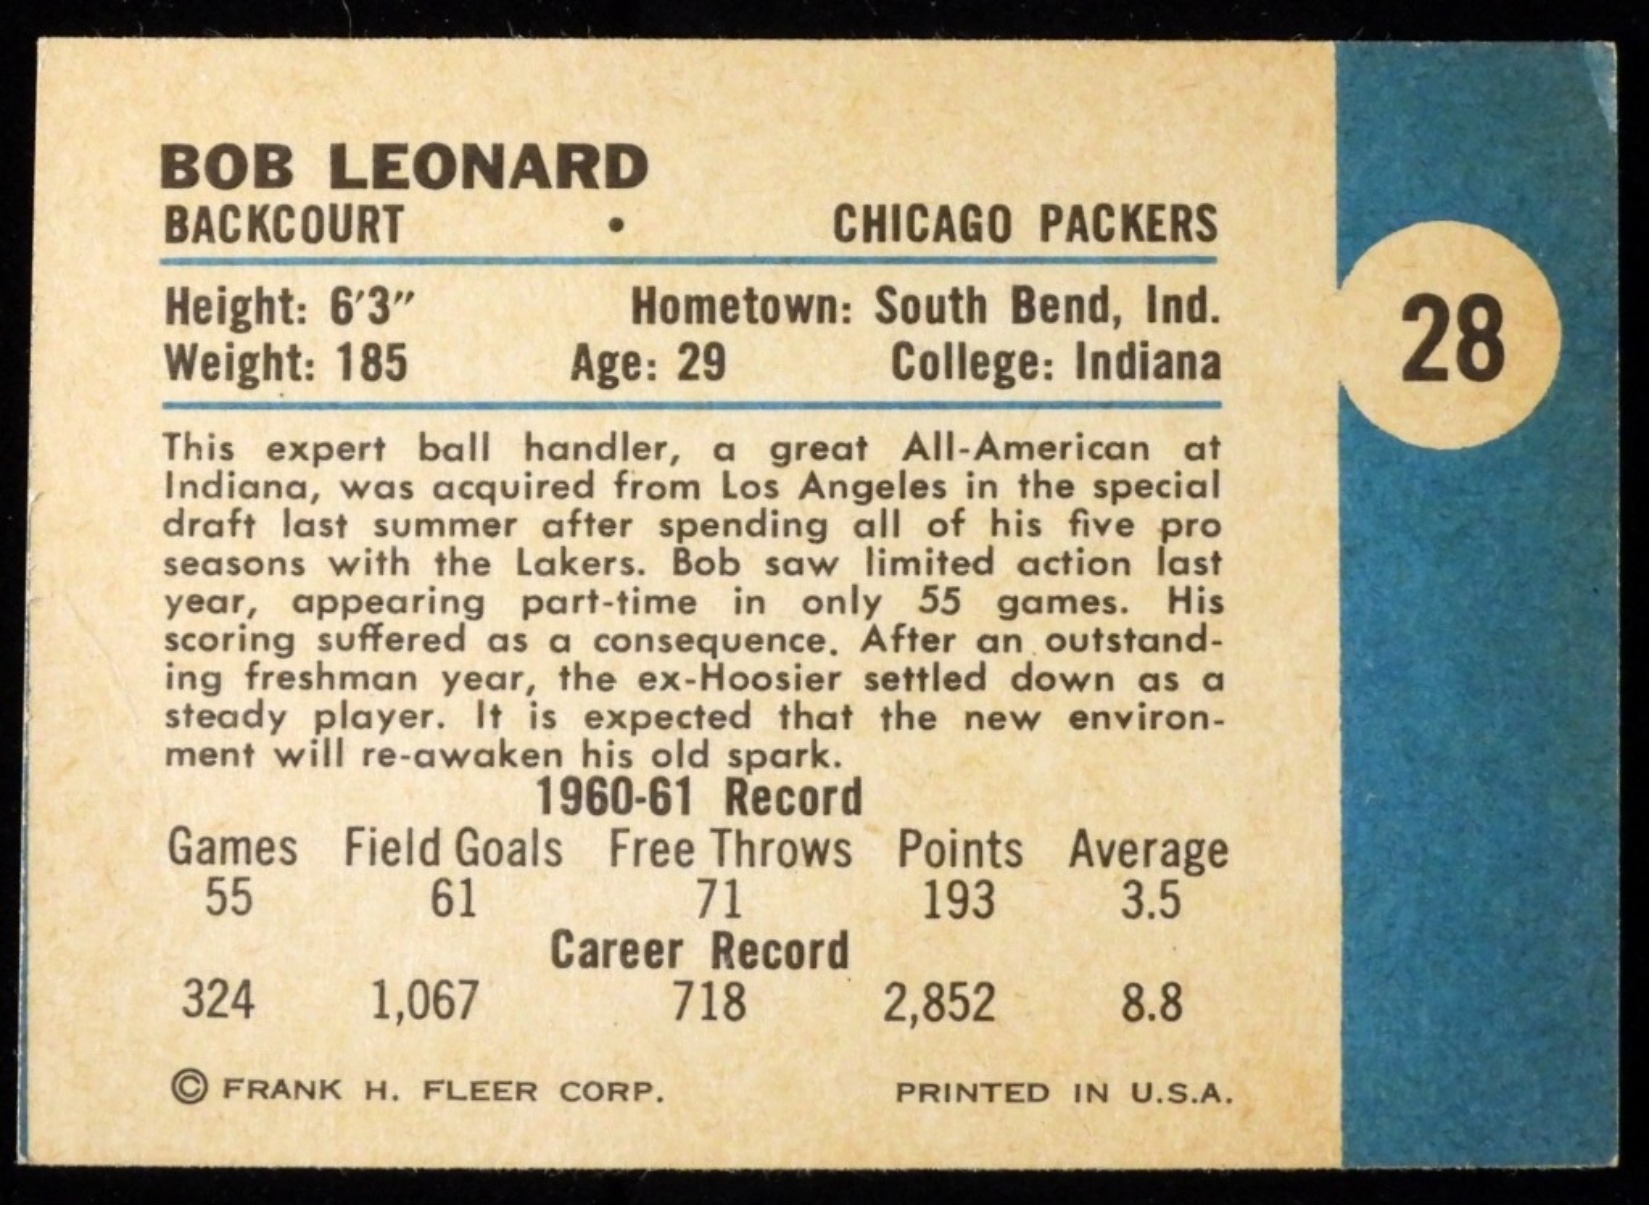 BOB LEONARD
BACKCOURT • CHICAGO PACKERS
Height: 6'3" Hometown: South Bend, Ind.
Weight: 185 Age: 29 College: Indiana
28
This expert ball handler, a great All-American at
Indiana, was acquired from Los Angeles in the special
draft last summer after spending all of his five pro
seasons with the Lakers. Bob saw limited action last
year, appearing part-time in only 55 games. His
scoring suffered as a consequence. After an outstand-
ing freshman year, the ex-Hoosier settled down as a
steady player. It is expected that the new environ-
ment will re-awaken his old spark.
1960-61 Record
Games Field Goals Free Throws Points Average
55 61 71 193 3.5
Career Record
324 1,067 718 2,852 8.8
© FRANK H. FLEER CORP. PRINTED IN U.S.A.